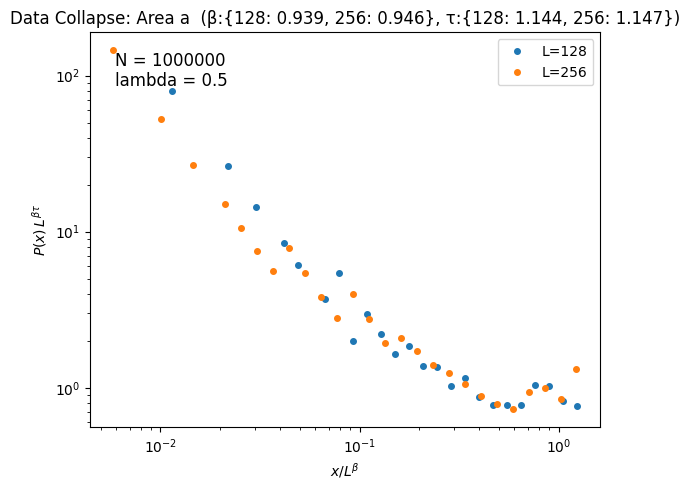 Data Collapse: Area a  (β:{128: 0.939, 256: 0.946}, τ:{128: 1.144, 256: 1.147})
N = 1000000
lambda = 0.5
L=128
L=256
P(x) L^{βτ}
10²
10¹
10⁰
10⁻² 10⁻¹ 10⁰
x/L^β